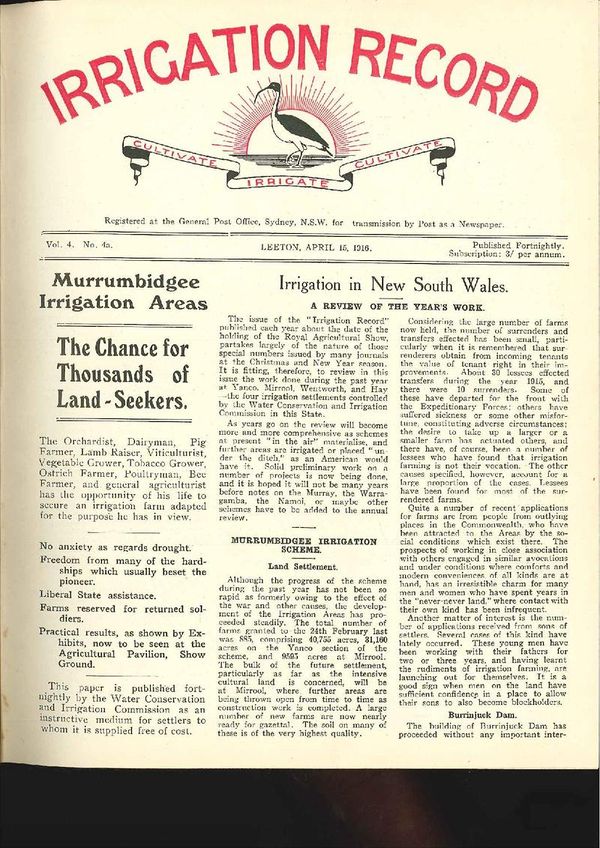 IRRIGATION RECORD
CULTIVATE
IRRIGATE
CULTIVATE
Registered at the General Post Office, Sydney, N.S.W. for transmission by Post as a Newspaper.
Vol. 4. No. 4a.
LEETON, APRIL 15, 1916.
Published Fortnightly.
Subscription: 3/ per annum.
Murrumbidgee
Irrigation Areas
The Chance for
Thousands of
Land-Seekers.
The Orchardist, Dairyman, Pig
Farmer, Lamb Raiser, Viticulturist,
Vegetable Grower, Tobacco Grower,
Ostrich Farmer, Poultryman, Bee
Farmer, and general agriculturist
has the opportunity of his life to
secure an irrigation farm adapted
for the purpose he has in view.
No anxiety as regards drought.
Freedom from many of the hard-
ships which usually beset the
pioneer.
Liberal State assistance.
Farms reserved for returned sol-
diers.
Practical results, as shown by Ex-
hibits, now to be seen at the
Agricultural Pavilion, Show
Ground.
This paper is published fort-
nightly by the Water Conservation
and Irrigation Commission as an
instructive medium for settlers to
whom it is supplied free of cost.
Irrigation in New South Wales.
A REVIEW OF THE YEAR'S WORK.
The issue of the "Irrigation Record"
published each year about the date of the
holding of the Royal Agricultural Show,
partakes largely of the nature of those
special numbers issued by many journals
at the Christmas and New Year season.
It is fitting, therefore, to review in this
issue the work done during the past year
at Yanco, Mirrool, Wentworth, and Hay
—the four irrigation settlements controlled
by the Water Conservation and Irrigation
Commission in this State.
As years go on the review will become
more and more comprehensive as schemes
at present "in the air" materialise, and
further areas are irrigated or placed "un-
der the ditch," as an American would
have it. Solid preliminary work on a
number of projects is now being done,
and it is hoped it will not be many years
before notes on the Murray, the Warra-
gamba, the Namoi, or maybe other
schemes have to be added to the annual
review.
MURRUMBIDGEE IRRIGATION
SCHEME.
Land Settlement.
Although the progress of the scheme
during the past year has not been so
rapid as formerly owing to the effect of
the war and other causes, the develop-
ment of the Irrigation Areas has pro-
ceeded steadily. The total number of
farms granted to the 24th February last
was 885, comprising 40,755 acres, 31,160
acres on the Yanco section of the
scheme, and 9595 acres at Mirrool.
The bulk of the future settlement,
particularly as far as the intensive
cultural land is concerned, will be
at Mirrool, where further areas are
being thrown open from time to time as
construction work is completed. A large
number of new farms are now nearly
ready for gazettal. The soil on many of
these is of the very highest quality.
Considering the large number of farms
now held, the number of surrenders and
transfers effected has been small, parti-
cularly when it is remembered that sur-
renderers obtain from incoming tenants
the value of tenant right in their im-
provements. About 30 lessees effected
transfers during the year 1915, and
there were 10 surrenders. Some of
these have departed for the front with
the Expeditionary Forces; others have
suffered sickness or some other misfor-
tune, constituting adverse circumstances;
the desire to take up a larger or a
smaller farm has actuated others, and
there have, of course, been a number of
lessees who have found that irrigation
farming is not their vocation. The other
causes specified, however, account for a
large proportion of the cases. Lessees
have been found for most of the sur-
rendered farms.
Quite a number of recent applications
for farms are from people from outlying
places in the Commonwealth, who have
been attracted to the Areas by the so-
cial conditions which exist there. The
prospects of working in close association
with others engaged in similar avocations
and under conditions where comforts and
modern conveniences of all kinds are at
hand, has an irresistible charm for many
men and women who have spent years in
the "never-never land," where contact with
their own kind has been infrequent.
Another matter of interest is the num-
ber of applications received from sons of
settlers. Several cases of this kind have
lately occurred. These young men have
been working with their fathers for
two or three years, and having learnt
the rudiments of irrigation farming, are
launching out for themselves. It is a
good sign when men on the land have
sufficient confidence in a place to allow
their sons to also become blockholders.
Burrinjuck Dam.
The building of Burrinjuck Dam has
proceeded without any important inter-